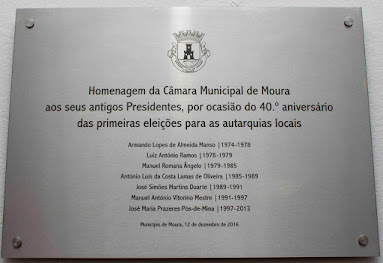 Homenagem da Câmara Municipal de Moura
aos seus antigos Presidentes, por ocasião do 40.º aniversário
das primeiras eleições para as autarquias locais
Armando Lopes de Almeida Manso | 1974-1978
Luiz António Ramos | 1978-1979
Manuel Romana Ângelo | 1979-1985
António Luis da Costa Lamas de Oliveira | 1985-1989
José Simões Martins Duarte | 1989-1991
Manuel António Vitorino Mestre | 1991-1997
José Maria Prazeres Pós-de-Mina | 1997-2013
Município de Moura, 12 de dezembro de 2016